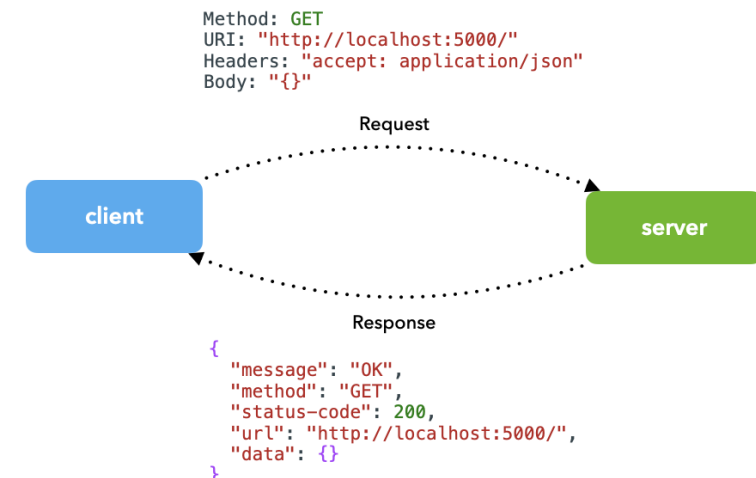 Method: GET
URI: "http://localhost:5000/"
Headers: "accept: application/json"
Body: "{}"
Request
client
server
Response
{
"message": "OK",
"method": "GET",
"status-code": 200,
"url": "http://localhost:5000/",
"data": {}
}